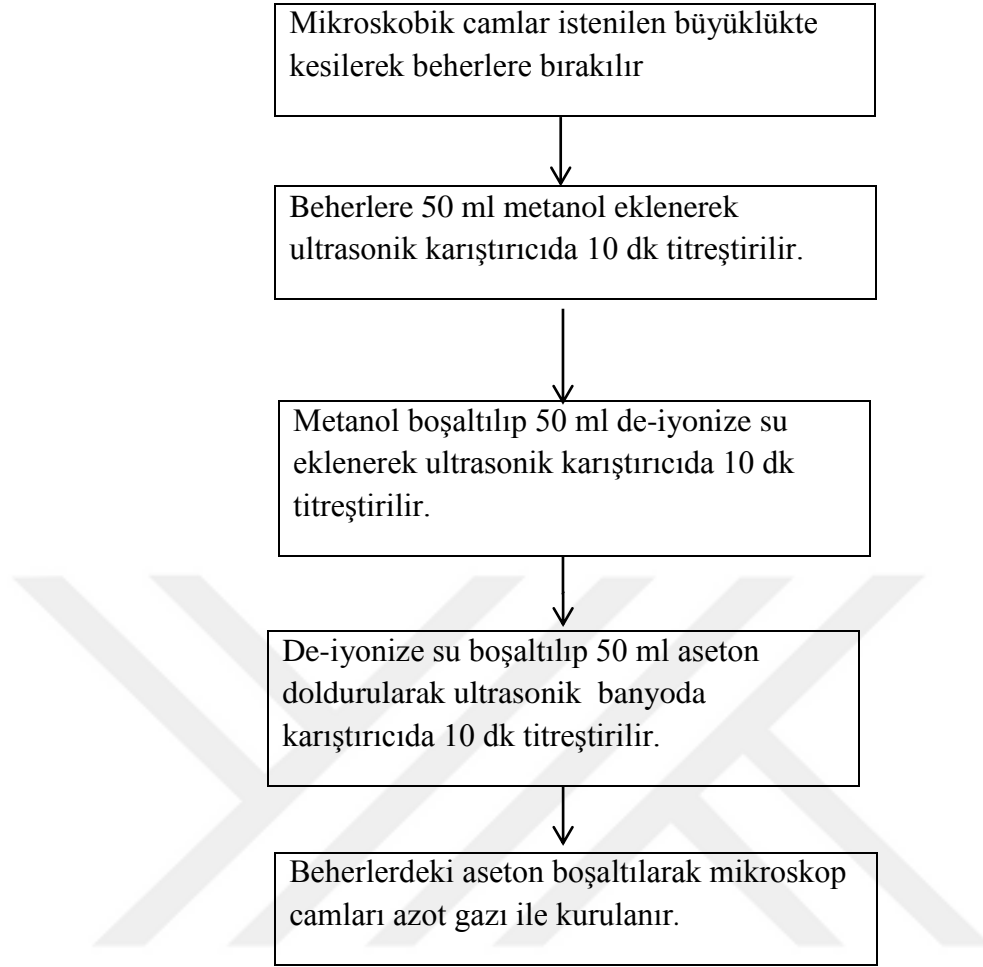 Mikroskobik camlar istenilen büyüklükte
kesilerek beherlere bırakılır
Beherlere 50 ml metanol eklenerek
ultrasonik karıştırıcıda 10 dk titreştirilir.
Metanol boşaltılıp 50 ml de-iyonize su
eklenerek ultrasonik karıştırıcıda 10 dk
titreştirilir.
De-iyonize su boşaltılıp 50 ml aseton
doldurularak ultrasonik banyoda
karıştırıcıda 10 dk titreştirilir.
Beherlerdeki aseton boşaltılarak mikroskop
camları azot gazı ile kurulanır.